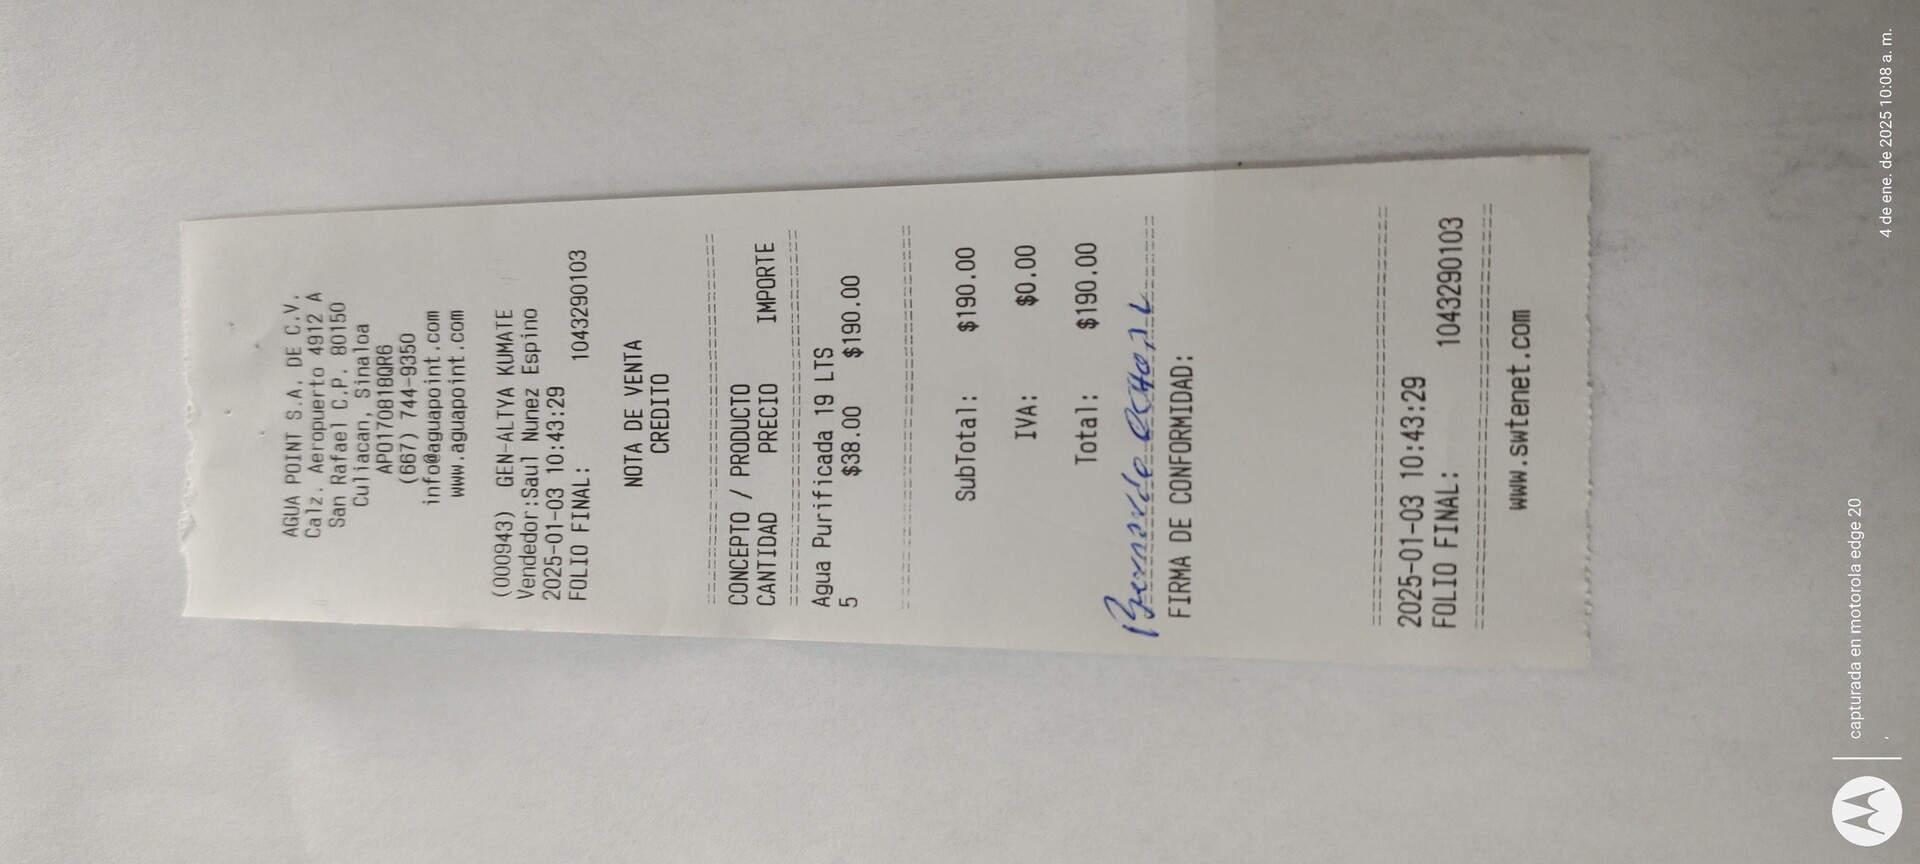 AGUA POINT S.A. DE C.V.
Calz. Aeropuerto 4912 A
San Rafael C.P. 80150
Culiacan, Sinaloa
APO170818QR6
(667) 744-9350
info@aguapoint.com
www.aguapoint.com
(000943) GEN-ALTYA KUMATE
Vendedor:Saul Nunez Espino
2025-01-03 10:43:29
FOLIO FINAL: 1043290103
NOTA DE VENTA
CREDITO
CONCEPTO / PRODUCTO
CANTIDAD PRECIO IMPORTE
Agua Purificada 19 LTS
5 $38.00 $190.00
SubTotal: $190.00
IVA: $0.00
Total: $190.00
FIRMA DE CONFORMIDAD:
2025-01-03 10:43:29
FOLIO FINAL: 1043290103
www.swtenet.com
capturada en motorola edge 20
4 de ene. de 2025 10:08 a. m.